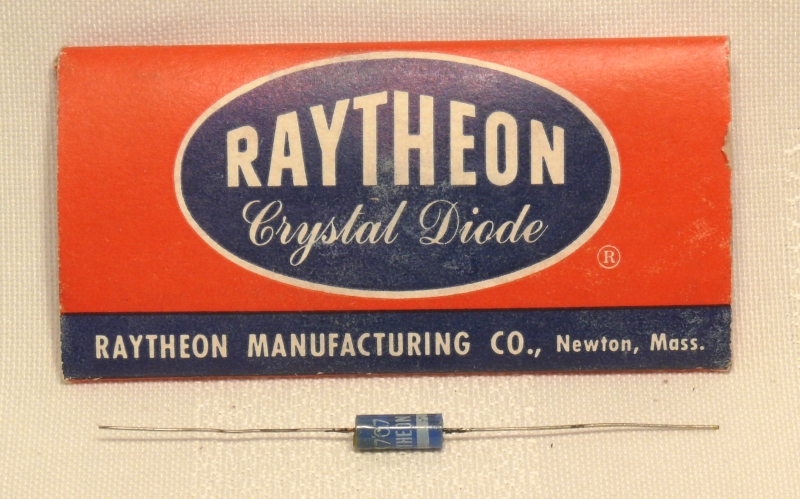 RAYTHEON
Crystal Diode
®
RAYTHEON MANUFACTURING CO., Newton, Mass.